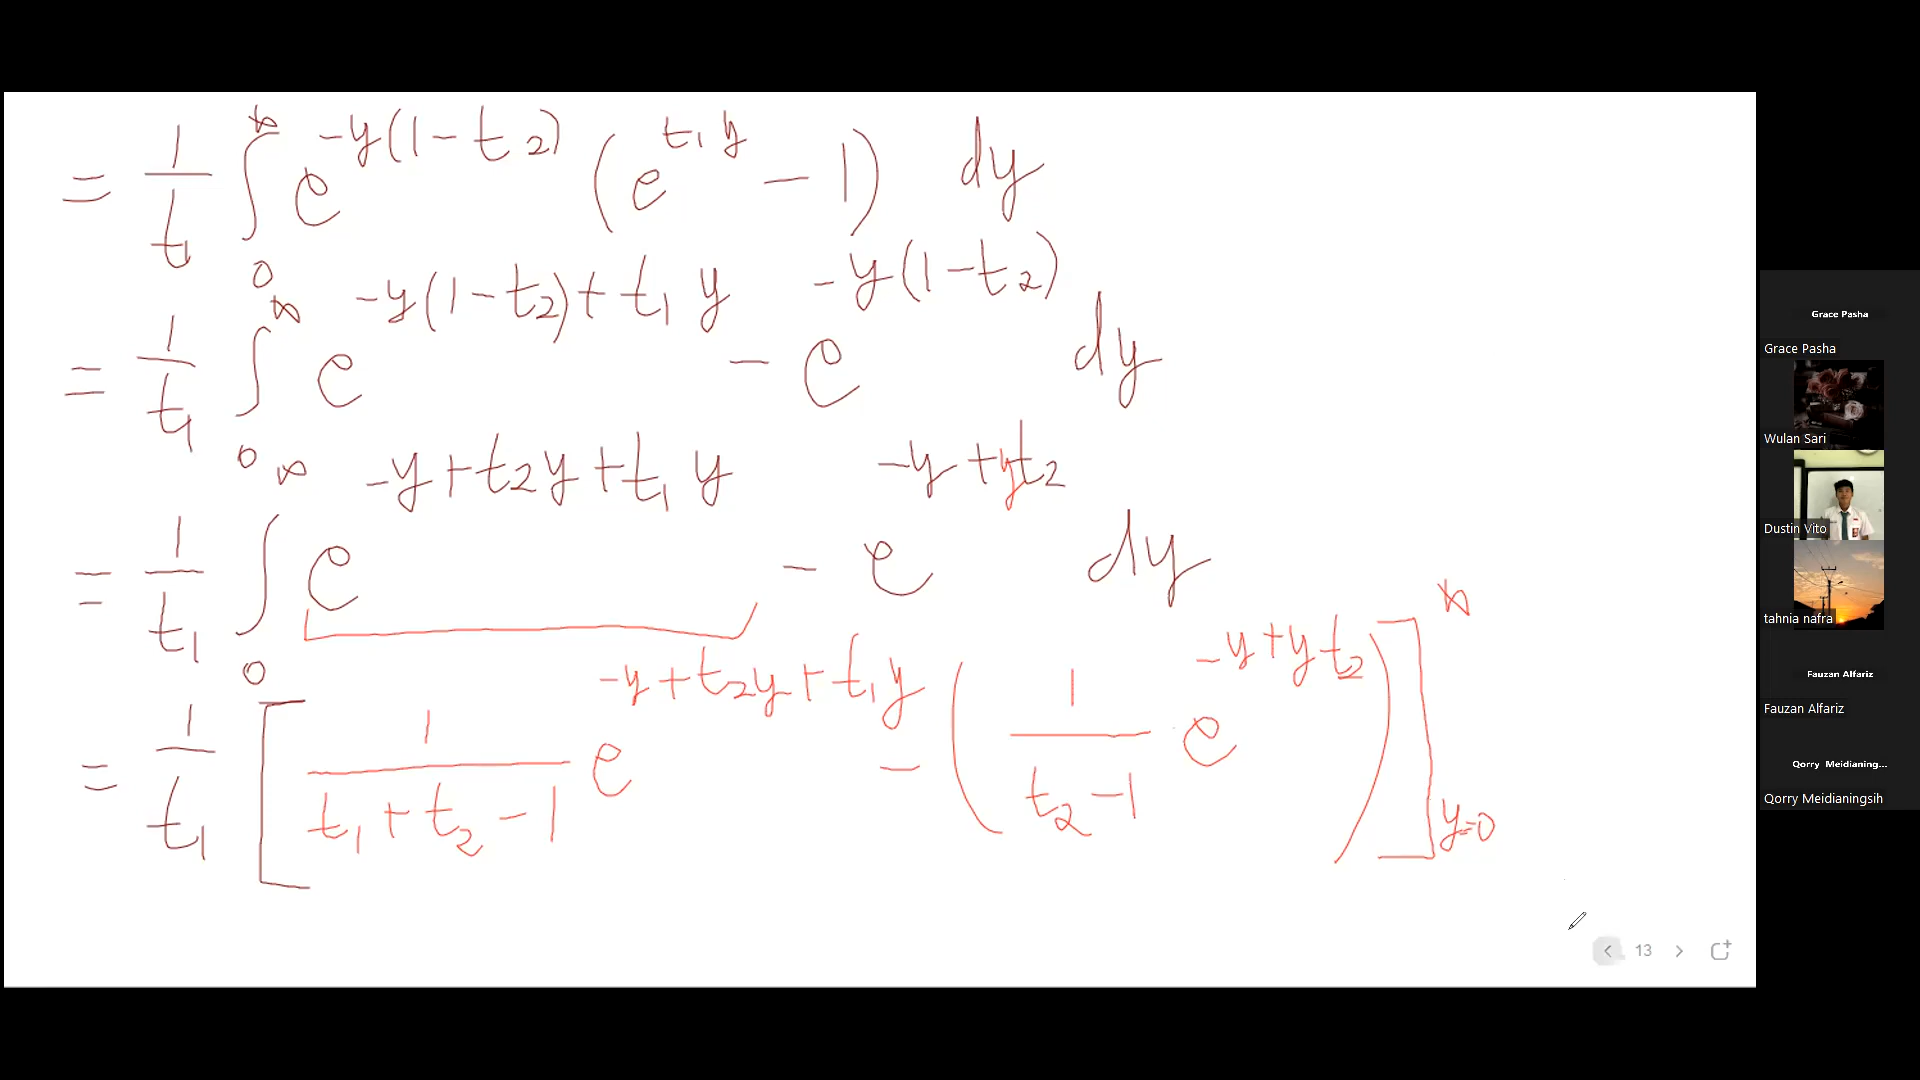 = 1/t₁ ∫₀^∞ e^{-y(1-t₂)} (e^{t₁y} - 1) dy
= 1/t₁ ∫₀^∞ e^{-y(1-t₂)+t₁y} - e^{-y(1-t₂)} dy
= 1/t₁ ∫₀^∞ e^{-y+t₂y+t₁y} - e^{-y+yt₂} dy
= 1/t₁ [ 1/(t₁+t₂-1) e^{-y+t₂y+t₁y} - ( 1/(t₂-1) · e^{-y+yt₂} ) ]_{y=0}^∞
13
Grace Pasha
Grace Pasha
Wulan Sari
Dustin Vito
tahnia nafra
Fauzan Alfariz
Fauzan Alfariz
Qorry Meidianing...
Qorry Meidianingsih